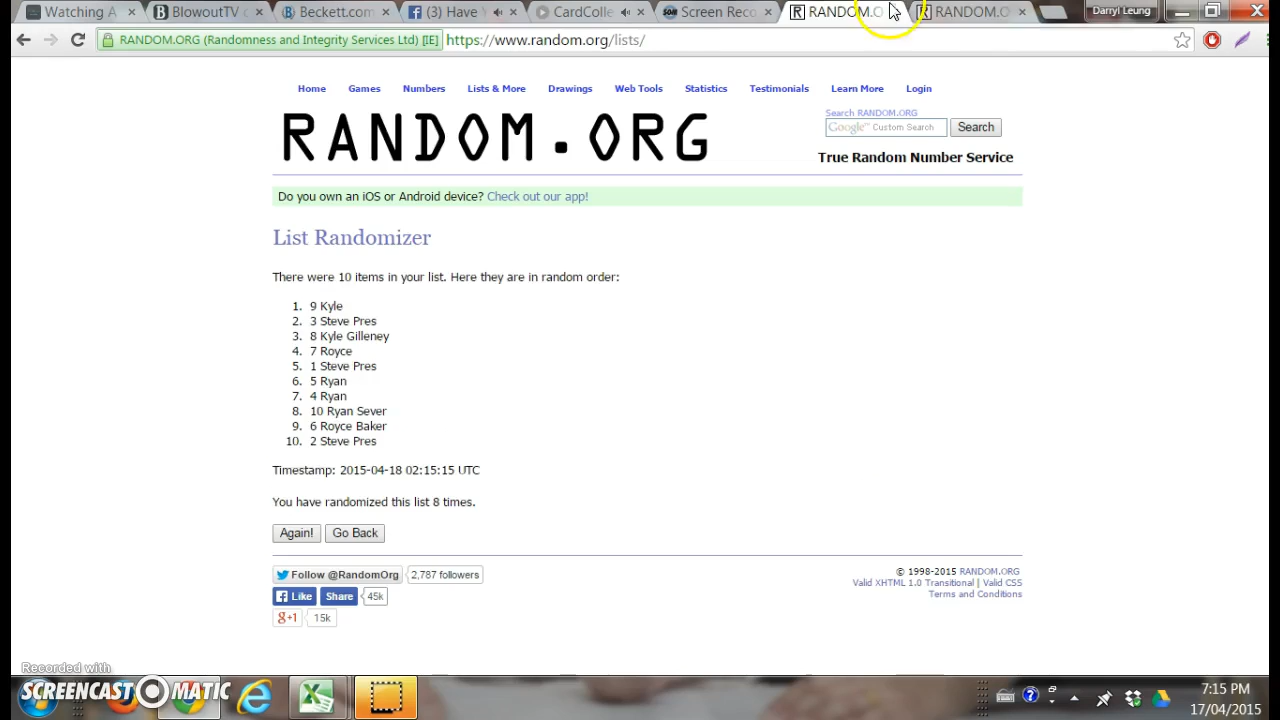 Watching A
BlowoutTV c
Beckett.com
(3) Have
CardColle
Screen Reco
RANDOM.O
RANDOM.O
Darryl Leung
RANDOM.ORG (Randomness and Integrity Services Ltd) [IE]
https://www.random.org/lists/
Home Games Numbers Lists & More Drawings Web Tools Statistics Testimonials Learn More Login
RANDOM.ORG
Search RANDOM.ORG
Google™ Custom Search
Search
True Random Number Service
Do you own an iOS or Android device? Check out our app!
List Randomizer
There were 10 items in your list. Here they are in random order:
1. 9 Kyle
2. 3 Steve Pres
3. 8 Kyle Gilleney
4. 7 Royce
5. 1 Steve Pres
6. 5 Ryan
7. 4 Ryan
8. 10 Ryan Sever
9. 6 Royce Baker
10. 2 Steve Pres
Timestamp: 2015-04-18 02:15:15 UTC
You have randomized this list 8 times.
Again! Go Back
Follow @RandomOrg 2,787 followers
Like Share 45k
g+1 15k
© 1998-2015 RANDOM.ORG
Valid XHTML 1.0 Transitional | Valid CSS
Terms and Conditions
Recorded with
SCREENCAST MATIC
7:15 PM
17/04/2015